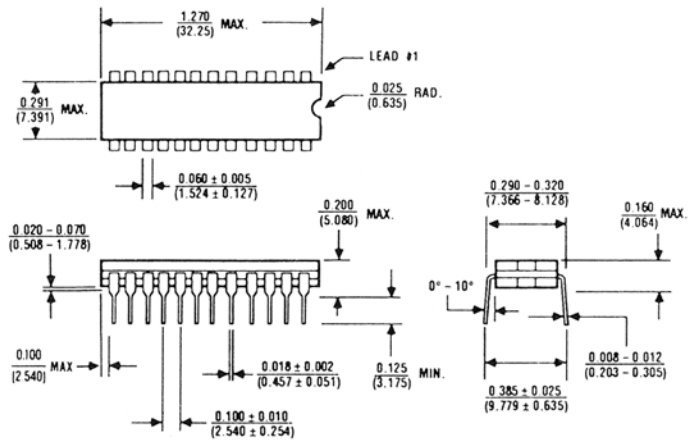 1.270
(32.25) MAX.
LEAD #1
0.291
(7.391) MAX.
0.025
(0.635) RAD.
0.060 ± 0.005
(1.524 ± 0.127)
0.290 – 0.320
(7.366 – 8.128)
0.200
(5.080) MAX.
0.160
(4.064) MAX.
0.020 – 0.070
(0.508 – 1.778)
0° – 10°
0.100
(2.540) MAX
0.018 ± 0.002
(0.457 ± 0.051)
0.125
(3.175) MIN.
0.008 – 0.012
(0.203 – 0.305)
0.385 ± 0.025
(9.779 ± 0.635)
0.100 ± 0.010
(2.540 ± 0.254)